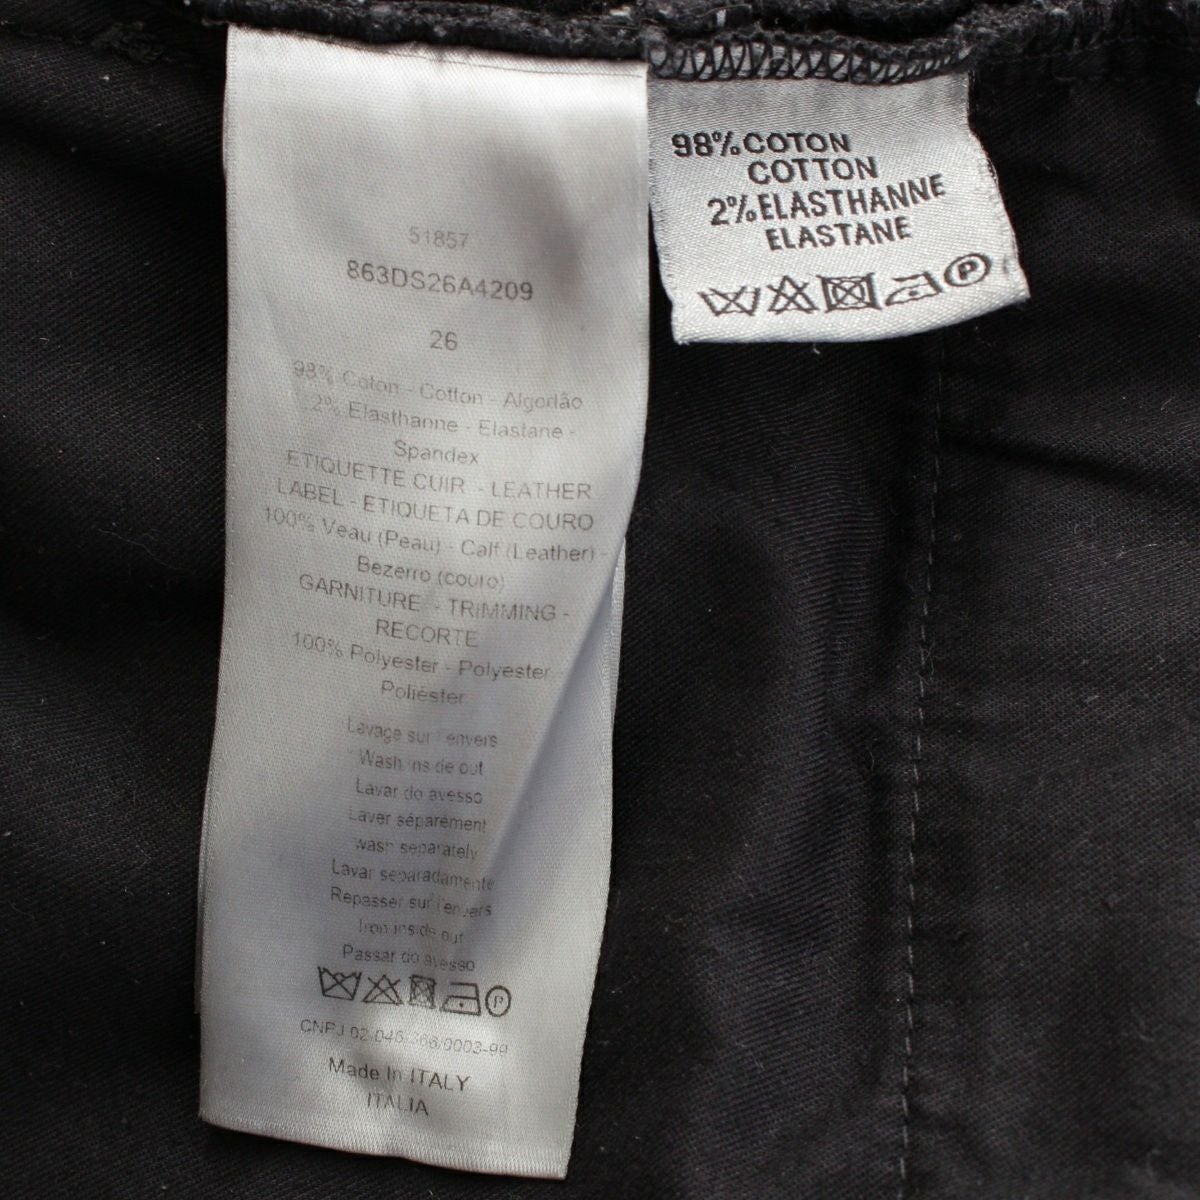 51857
863DS26A4209
26
98% Coton - Cotton - Algodão
2% Elasthanne - Elastane -
Spandex
ETIQUETTE CUIR - LEATHER
LABEL - ETIQUETA DE COURO
100% Veau (Peau) - Calf (Leather) -
Bezerro (couro)
GARNITURE - TRIMMING -
RECORTE
100% Polyester - Polyester
Poliéster
Lavage sur l'envers
Wash inside out
Lavar do avesso
Laver séparément
wash separately
Lavar separadamente
Repasser sur l'envers
Iron inside out
Passar do avesso
P
Made In ITALY
ITALIA
98% COTON
COTTON
2% ELASTHANNE
ELASTANE
P